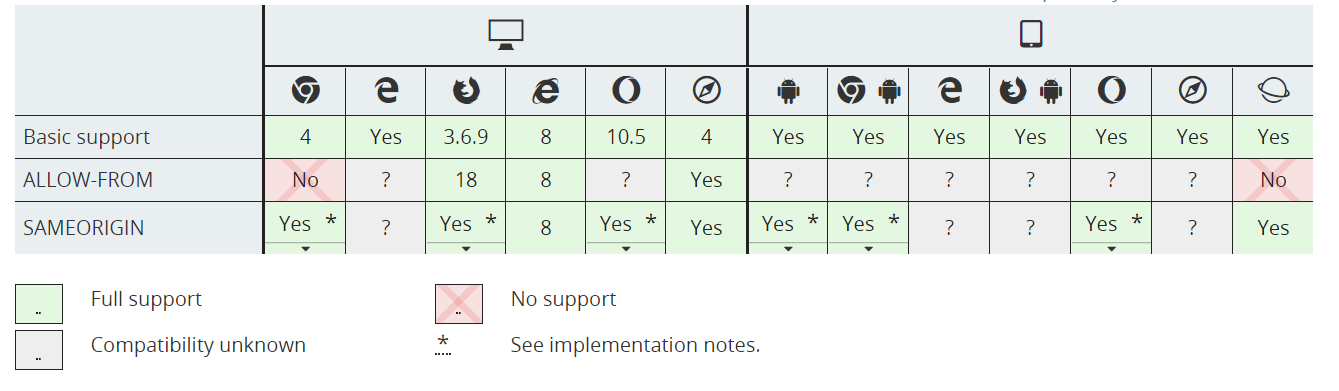 Basic support 4 Yes 3.6.9 8 10.5 4 Yes Yes Yes Yes Yes Yes Yes
ALLOW-FROM No ? 18 8 ? Yes ? ? ? ? ? ? No
SAMEORIGIN Yes * ? Yes * 8 Yes * Yes Yes * Yes * ? ? Yes * ? Yes
.. Full support .. No support
.. Compatibility unknown * See implementation notes.